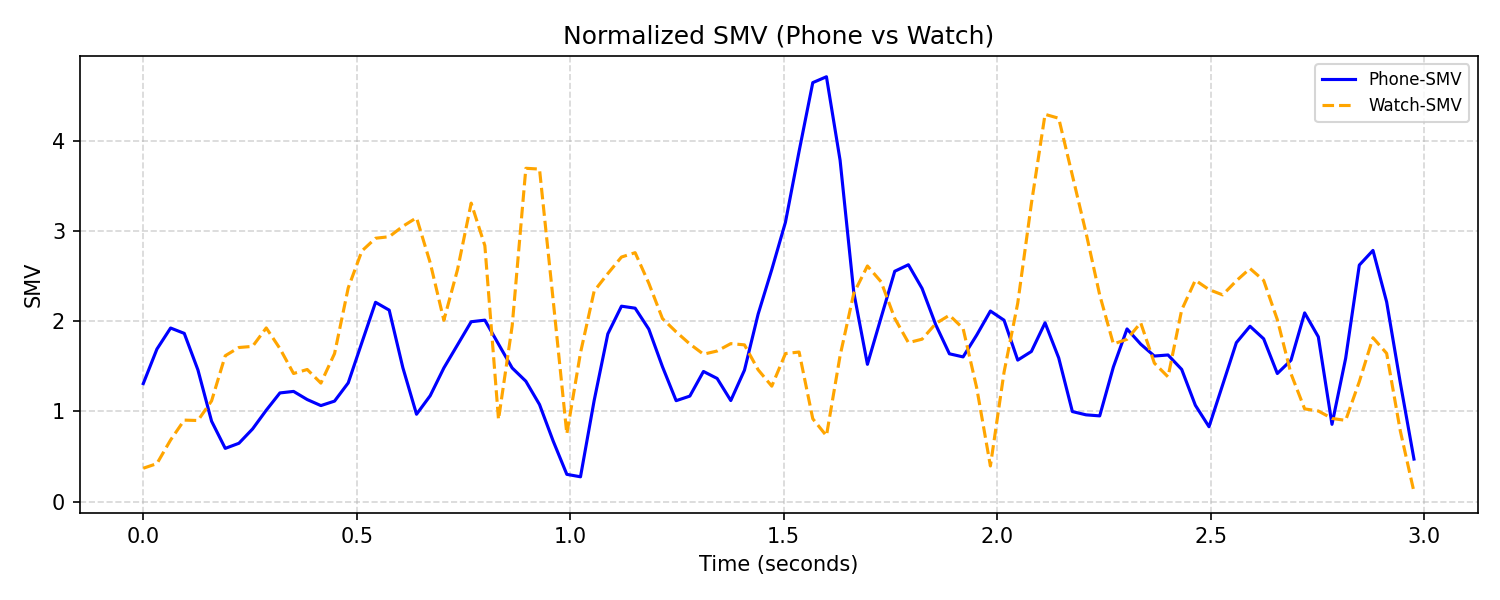 Normalized SMV (Phone vs Watch)
Phone-SMV
Watch-SMV
SMV
4
3
2
1
0
0.0 0.5 1.0 1.5 2.0 2.5 3.0
Time (seconds)